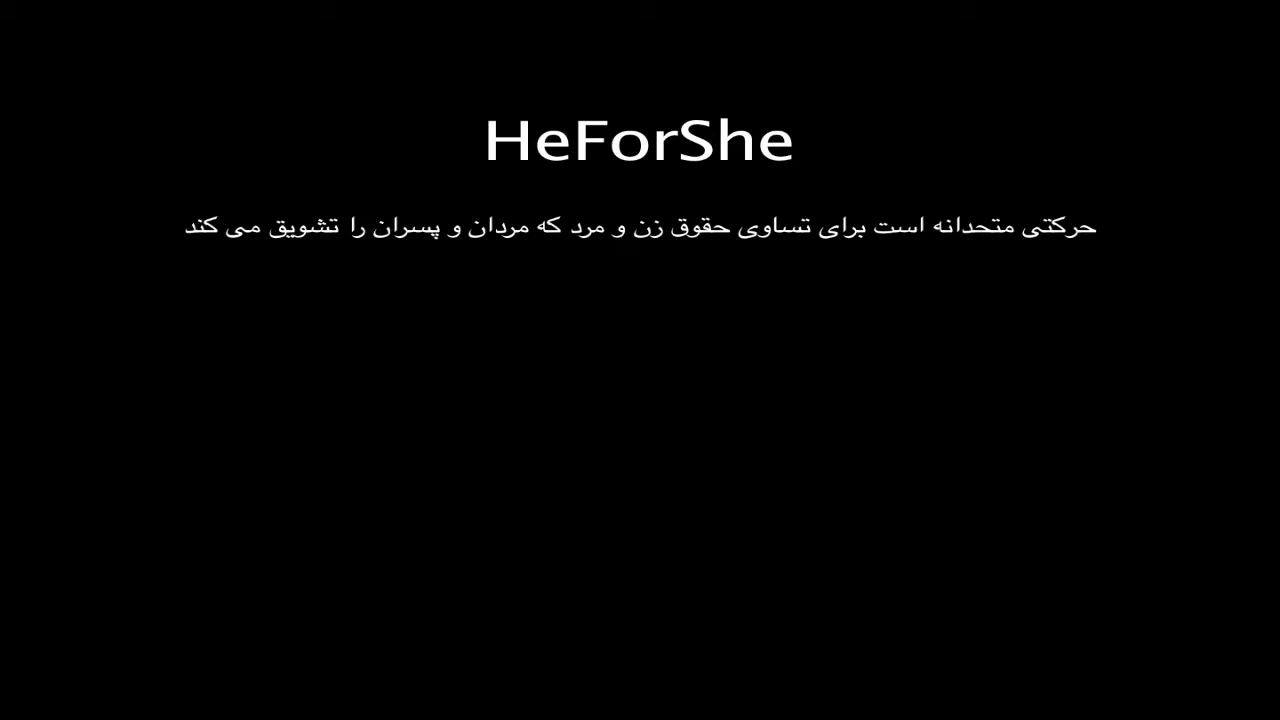 HeForShe
حرکتی متحدانه است برای تساوی حقوق زن و مرد که مردان و پسران را تشویق می کند